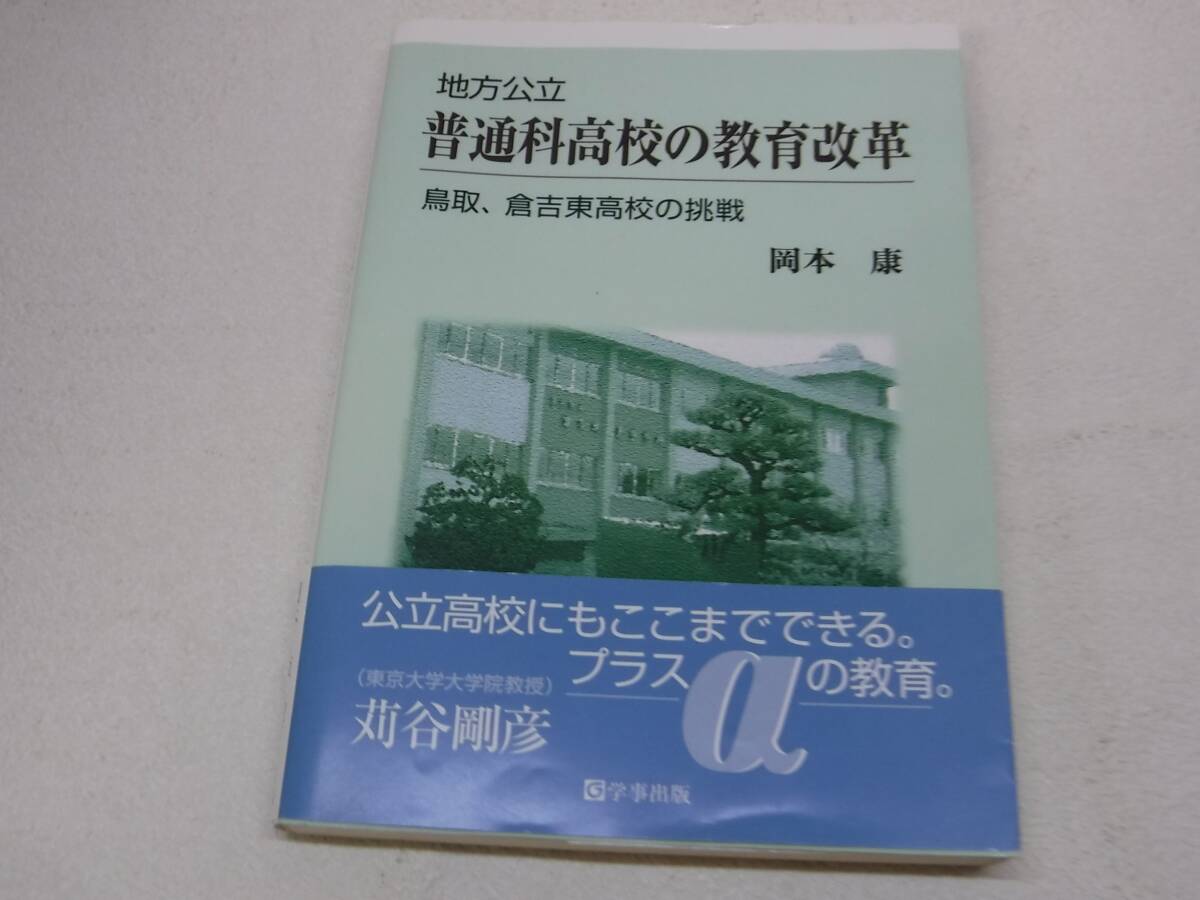 地方公立
普通科高校の教育改革
鳥取、倉吉東高校の挑戦
岡本　康
公立高校にもここまでできる。
プラスαの教育。
（東京大学大学院教授）
苅谷剛彦
G学事出版